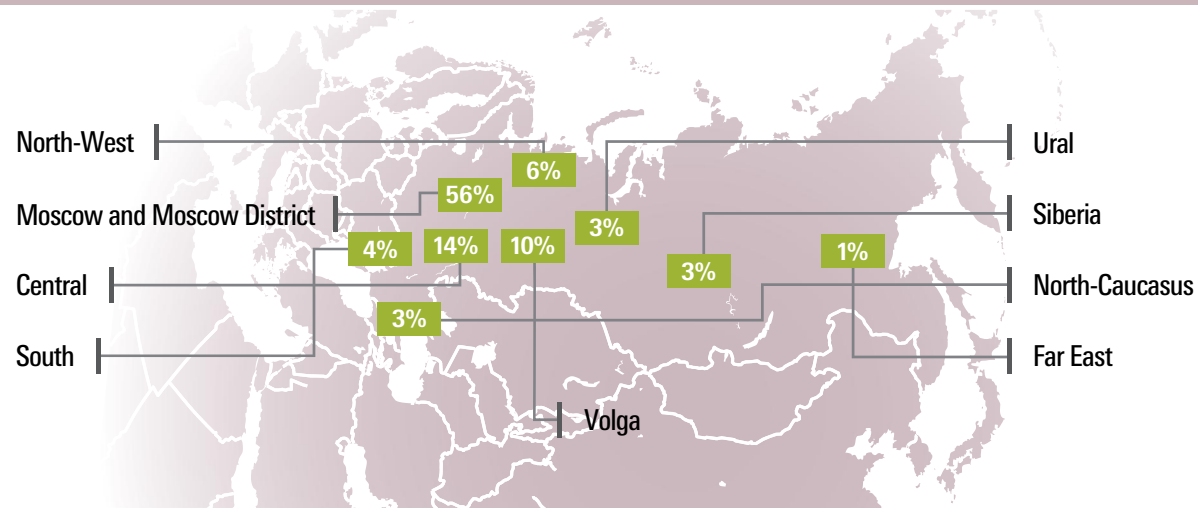 North-West
Ural
6%
56%
Moscow and Moscow District
Siberia
3%
4%
14%
10%
1%
3%
Central
North-Caucasus
3%
South
Far East
Volga